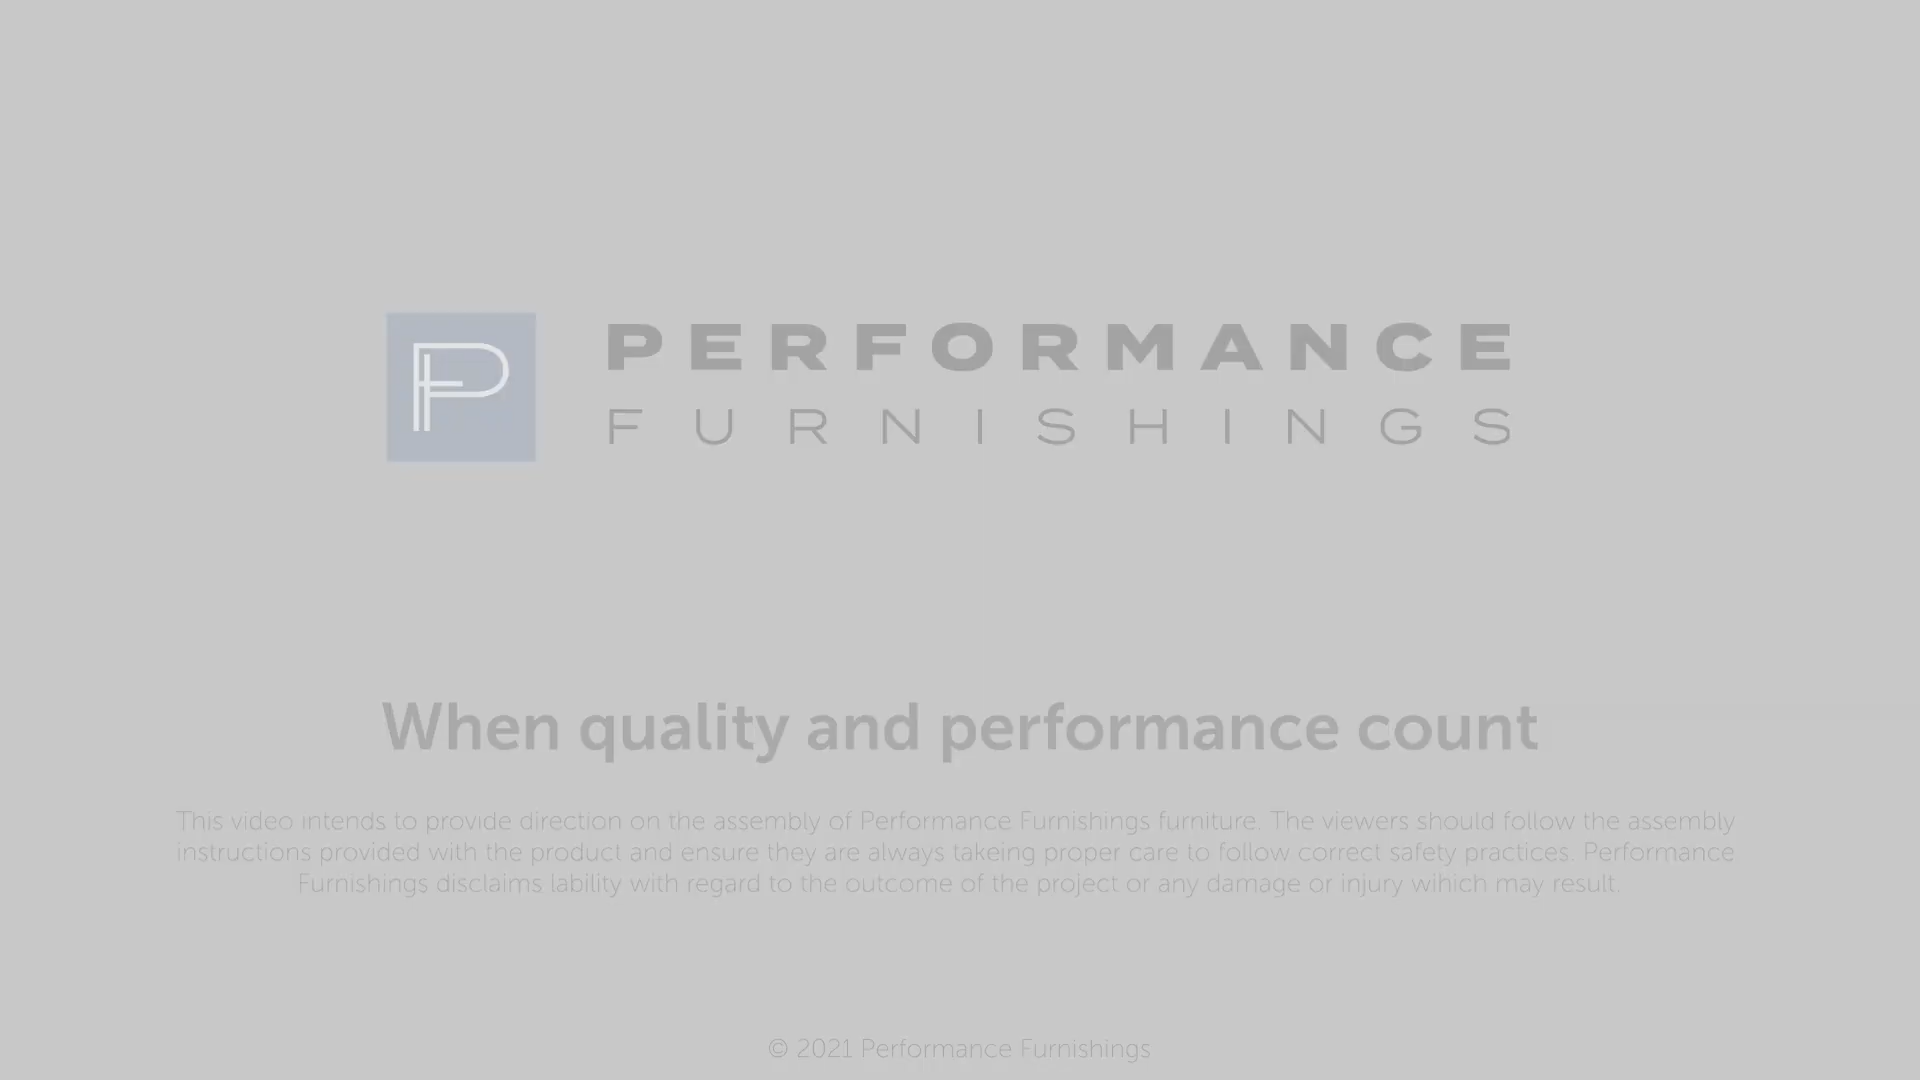 PERFORMANCE
FURNISHINGS
When quality and performance count
This video intends to provide direction on the assembly of Performance Furnishings furniture. The viewers should follow the assembly
instructions provided with the product and ensure they are always takeing proper care to follow correct safety practices. Performance
Furnishings disclaims lability with regard to the outcome of the project or any damage or injury wihich may result.
© 2021 Performance Furnishings